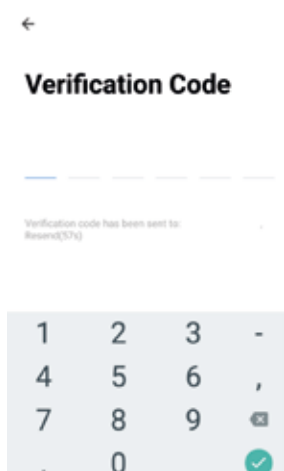 Verification Code
Verification code has been sent to: ,
Resend(57s)
1 2 3 -
4 5 6 ,
7 8 9
. 0